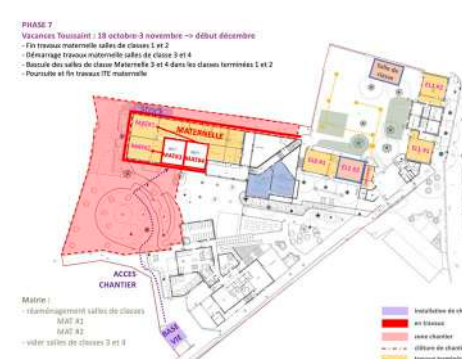 PHASE 7
Vacances Toussaint : 18 octobre-3 novembre –> début décembre
- Fin travaux maternelle salles de classes 1 et 2
- Démarrage travaux maternelle salles de classe 3 et 4
- Bascule des salles de classe Maternelle 3 et 4 dans les classes terminées 1 et 2
- Poursuite et fin travaux ITE maternelle
Salle de classe
MATERNELLE
ACCES
CHANTIER
Mairie :
- réaménagement salles de classes
MAT #1
MAT #2
- vider salles de classes 3 et 4
BASE
VIE
installation de ch
en travaux
zone chantier
clôture de chanti